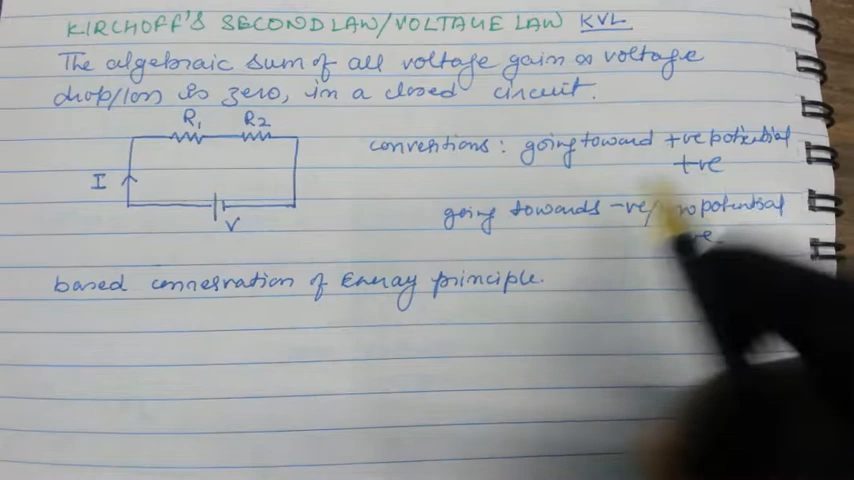 KIRCHOFF'S SECOND LAW/VOLTAGE LAW KVL
The algebraic sum of all voltage gain or voltage
drop/loss is zero, in a closed circuit.
R1 R2
conventions: going toward +ve potential
+ve
I
going towards -ve/ potential
V
based conservation of Energy principle.